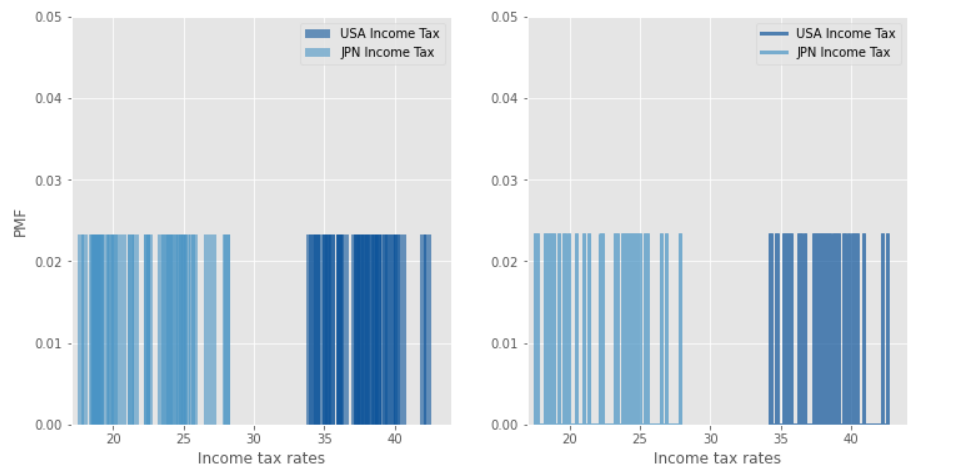 0.05
0.04
0.03
0.02
0.01
0.00
PMF
20 25 30 35 40
Income tax rates
USA Income Tax
JPN Income Tax
0.05
0.04
0.03
0.02
0.01
0.00
20 25 30 35 40
Income tax rates
USA Income Tax
JPN Income Tax